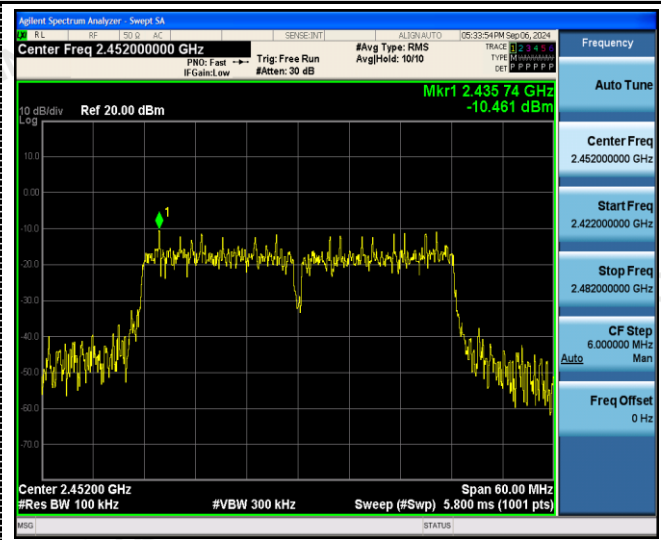 Agilent Spectrum Analyzer - Swept SA
RL RF 50 Ω AC SENSE:INT ALIGNAUTO 05:33:54PM Sep 06, 2024
Center Freq 2.452000000 GHz
PNO: Fast
IFGain:Low
Trig: Free Run
#Atten: 30 dB
#Avg Type: RMS
Avg|Hold: 10/10
TRACE 1 2 3 4 5 6
TYPE M
DET P P P P P P
Frequency
Mkr1 2.435 74 GHz
-10.461 dBm
10 dB/div Ref 20.00 dBm
Log
10.0
0.00
-10.0
-20.0
-30.0
-40.0
-50.0
-60.0
-70.0
1
Center 2.45200 GHz
Span 60.00 MHz
#Res BW 100 kHz
#VBW 300 kHz
Sweep (#Swp) 5.800 ms (1001 pts)
MSG
STATUS
Auto Tune
Center Freq
2.452000000 GHz
Start Freq
2.422000000 GHz
Stop Freq
2.482000000 GHz
CF Step
6.000000 MHz
Auto Man
Freq Offset
0 Hz